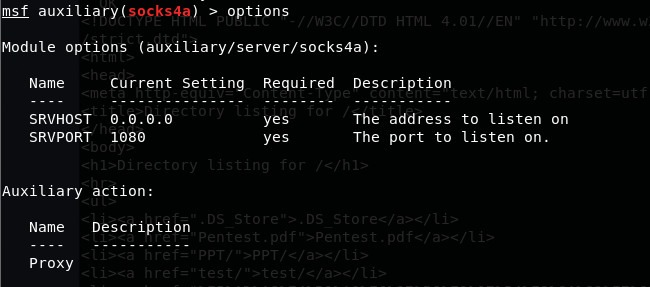 msf auxiliary(socks4a) > options
<!DOCTYPE HTML PUBLIC "-//W3C//DTD HTML 4.01//EN" "http://www.w
/strict.dtd">
Module options (auxiliary/server/socks4a):
<html>
<head>
Name Current Setting Required Description
<meta http-equiv="Content-Type" content="text/html; charset=utf
---- --------------- -------- -----------
<title>Directory listing for /</title>
SRVHOST 0.0.0.0 yes The address to listen on
</head>
SRVPORT 1080 yes The port to listen on.
<body>
<h1>Directory listing for /</h1>
<hr>
Auxiliary action:
<ul>
<li><a href=".DS_Store">.DS_Store</a></li>
Name Description
<li><a href="Pentest.pdf">Pentest.pdf</a></li>
---- -----------
<li><a href="PPT/">PPT/</a></li>
Proxy
<li><a href="test/">test/</a></li>